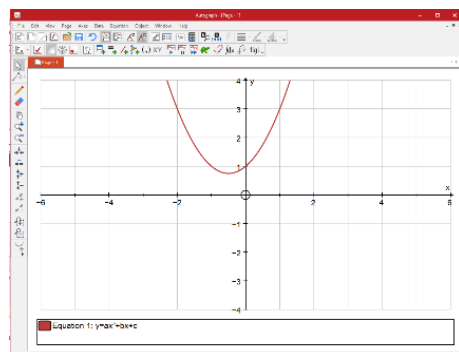 Autograph - [Page - 1]
File Edit View Page Axes Data Equation Object Window Help
XY
Page - 1
4 y
3
2
1
x
-6 -4 -2 2 4 6
-1
-2
-3
-4
Equation 1: y=ax²+bx+c